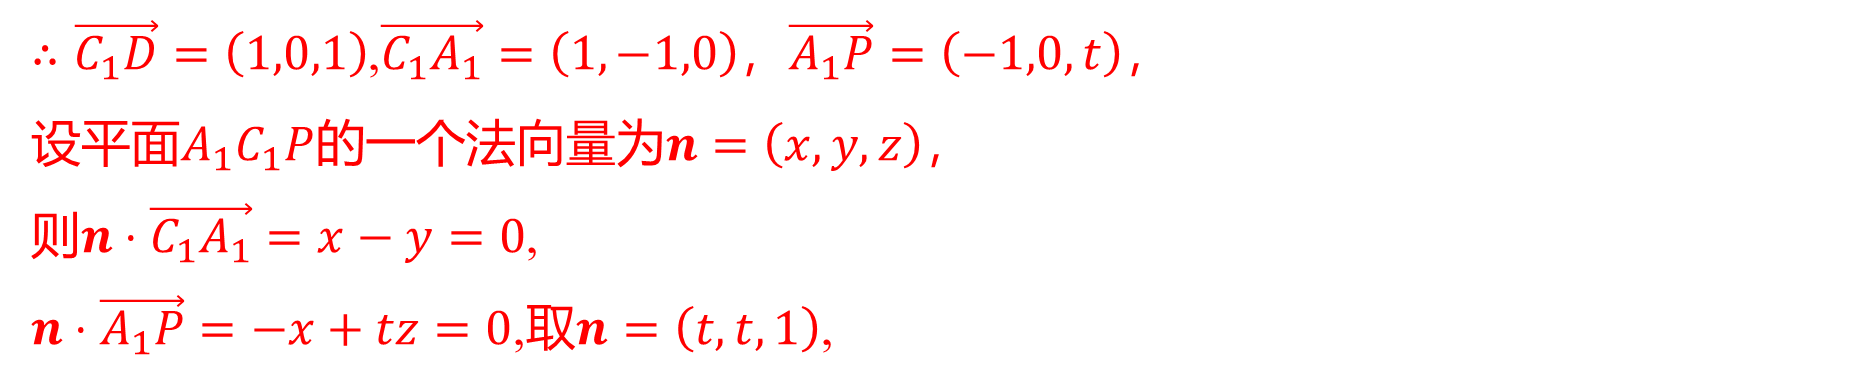 ∴ $\overrightarrow{C_1D}=(1,0,1),\overrightarrow{C_1A_1}=(1,-1,0)$，$\overrightarrow{A_1P}=(-1,0,t)$，
设平面$A_1C_1P$的一个法向量为$\boldsymbol{n}=(x,y,z)$，
则$\boldsymbol{n}\cdot\overrightarrow{C_1A_1}=x-y=0$,
$\boldsymbol{n}\cdot\overrightarrow{A_1P}=-x+tz=0$,取$\boldsymbol{n}=(t,t,1)$,